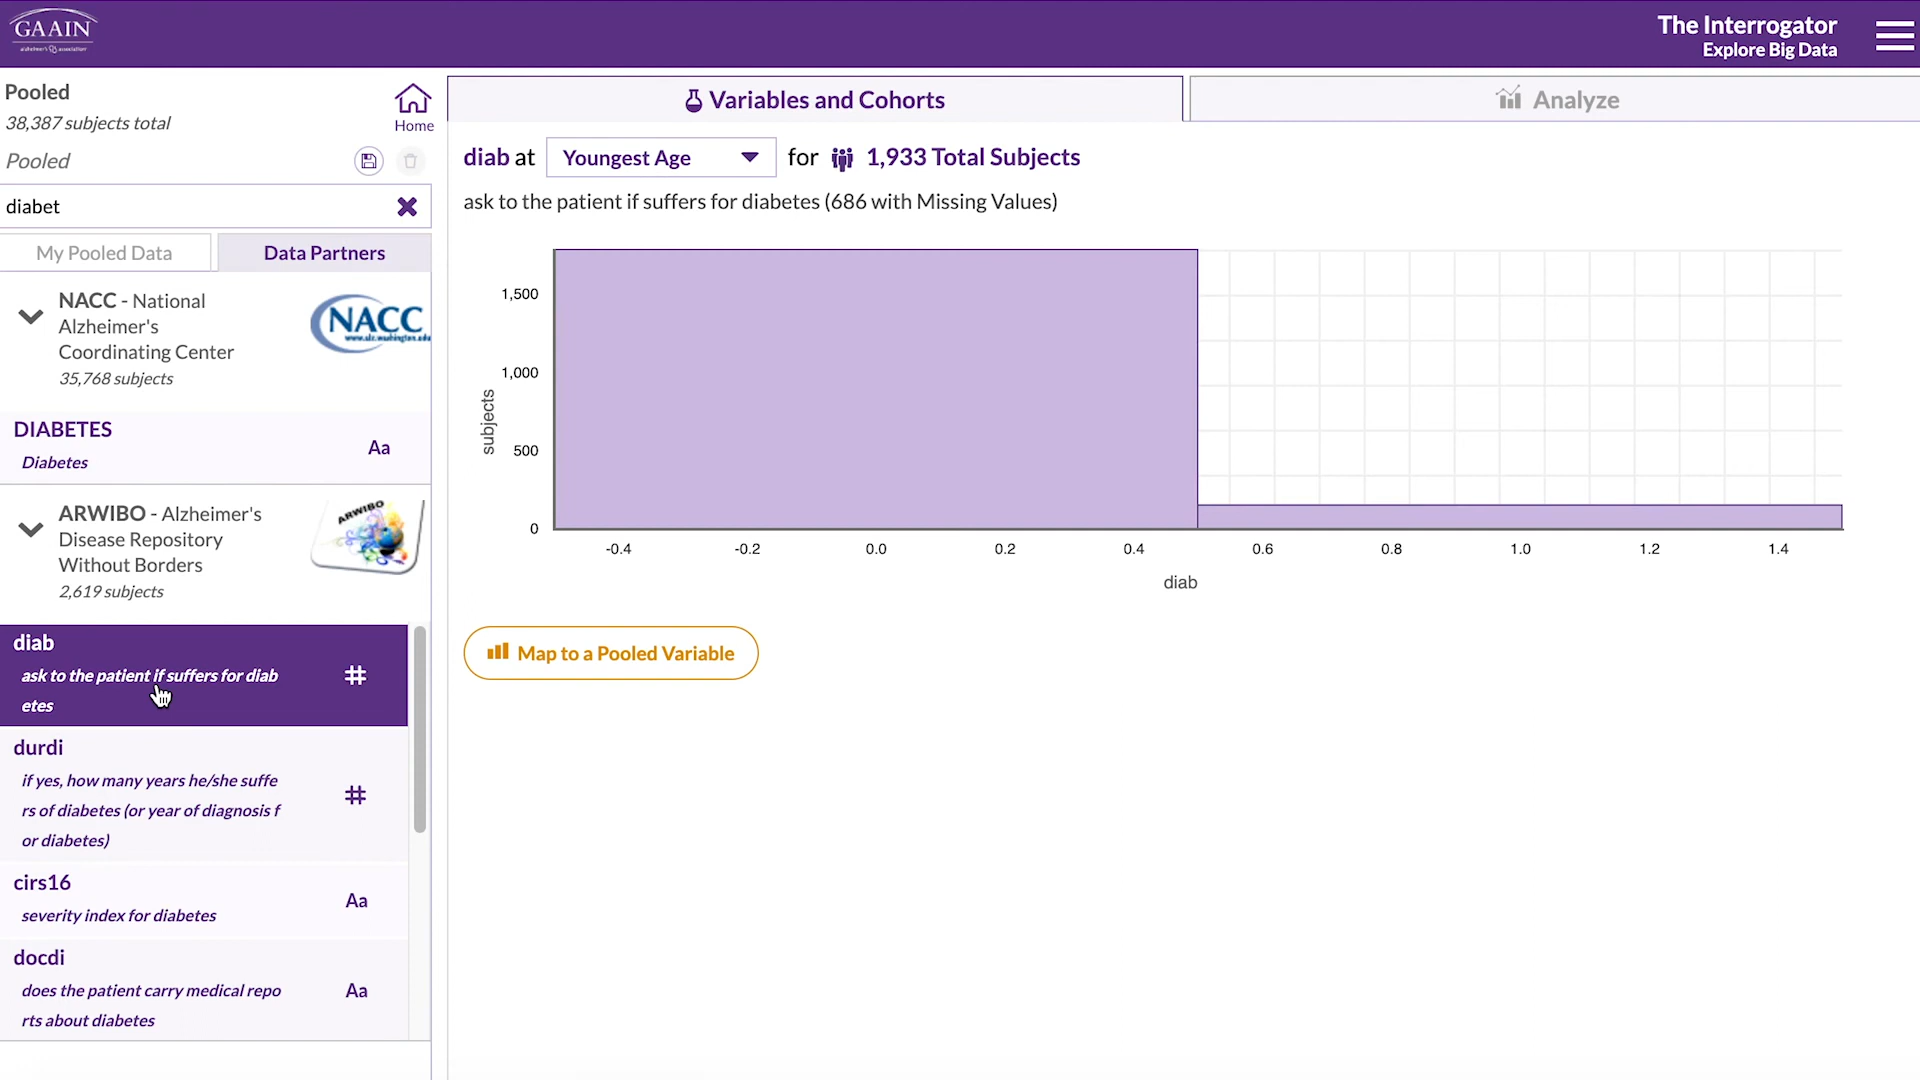 GAAIN
alzheimer's association
The Interrogator
Explore Big Data
Pooled
38,387 subjects total
Home
Pooled
diabet
My Pooled Data
Data Partners
NACC - National
Alzheimer's
Coordinating Center
35,768 subjects
NACC
DIABETES
Diabetes
Aa
ARWIBO - Alzheimer's
Disease Repository
Without Borders
2,619 subjects
ARWIBO
diab
ask to the patient if suffers for diab
etes
#
durdi
if yes, how many years he/she suffe
rs of diabetes (or year of diagnosis f
or diabetes)
#
cirs16
severity index for diabetes
Aa
docdi
does the patient carry medical repo
rts about diabetes
Aa
Variables and Cohorts
Analyze
diab at Youngest Age for 1,933 Total Subjects
ask to the patient if suffers for diabetes (686 with Missing Values)
1,500
1,000
500
0
subjects
-0.4 -0.2 0.0 0.2 0.4 0.6 0.8 1.0 1.2 1.4
diab
Map to a Pooled Variable